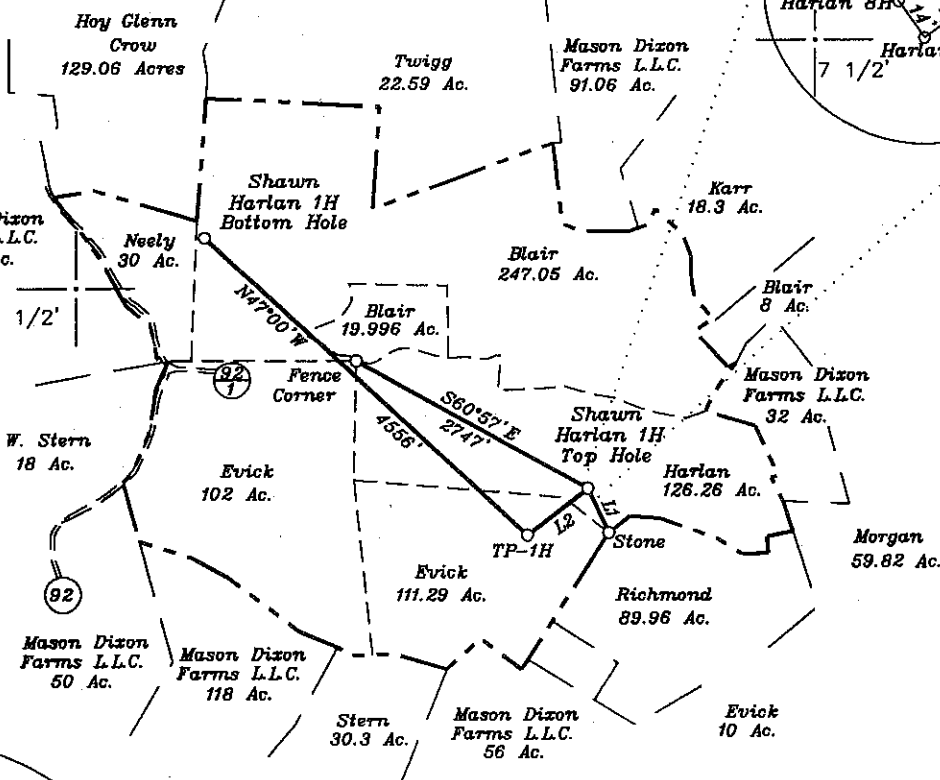 Hoy Glenn
Crow
129.06 Acres
Twigg
22.59 Ac.
Mason Dixon
Farms L.L.C.
91.06 Ac.
Harlan 8H
14'
Harlan
7 1/2'
Shawn
Harlan 1H
Bottom Hole
Karr
18.3 Ac.
Dixon
L.L.C.
c.
Neely
30 Ac.
1/2'
Blair
247.05 Ac.
Blair
8 Ac.
N47°00'W
Blair
19.996 Ac.
Fence
Corner
92
1
S60°57'E
2747'
4556'
Shawn
Harlan 1H
Top Hole
Mason Dixon
Farms L.L.C.
32 Ac.
W. Stern
18 Ac.
Evick
102 Ac.
Harlan
126.26 Ac.
L1
L2
TP-1H
Stone
Morgan
59.82 Ac.
92
Evick
111.29 Ac.
Richmond
89.96 Ac.
Mason Dixon
Farms L.L.C.
50 Ac.
Mason Dixon
Farms L.L.C.
118 Ac.
Stern
30.3 Ac.
Mason Dixon
Farms L.L.C.
56 Ac.
Evick
10 Ac.